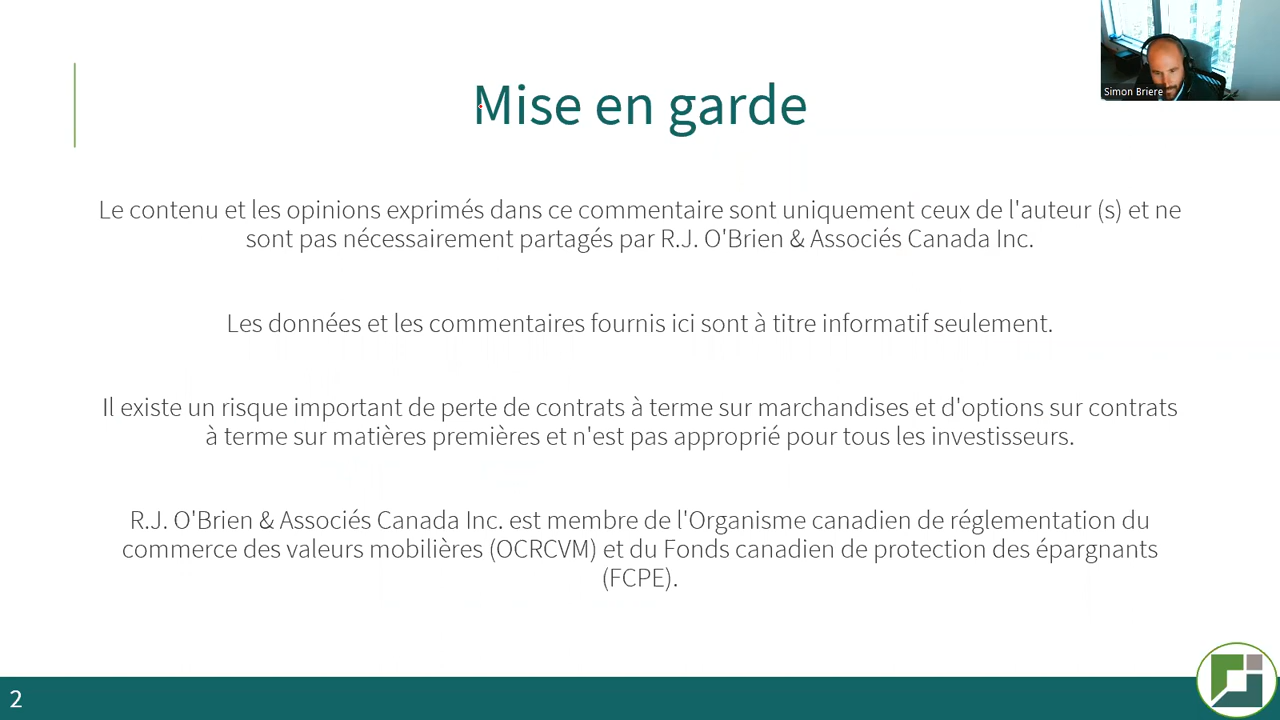 Simon Briere
Mise en garde
Le contenu et les opinions exprimés dans ce commentaire sont uniquement ceux de l'auteur (s) et ne
sont pas nécessairement partagés par R.J. O'Brien & Associés Canada Inc.
Les données et les commentaires fournis ici sont à titre informatif seulement.
Il existe un risque important de perte de contrats à terme sur marchandises et d'options sur contrats
à terme sur matières premières et n'est pas approprié pour tous les investisseurs.
R.J. O'Brien & Associés Canada Inc. est membre de l'Organisme canadien de réglementation du
commerce des valeurs mobilières (OCRCVM) et du Fonds canadien de protection des épargnants
(FCPE).
2